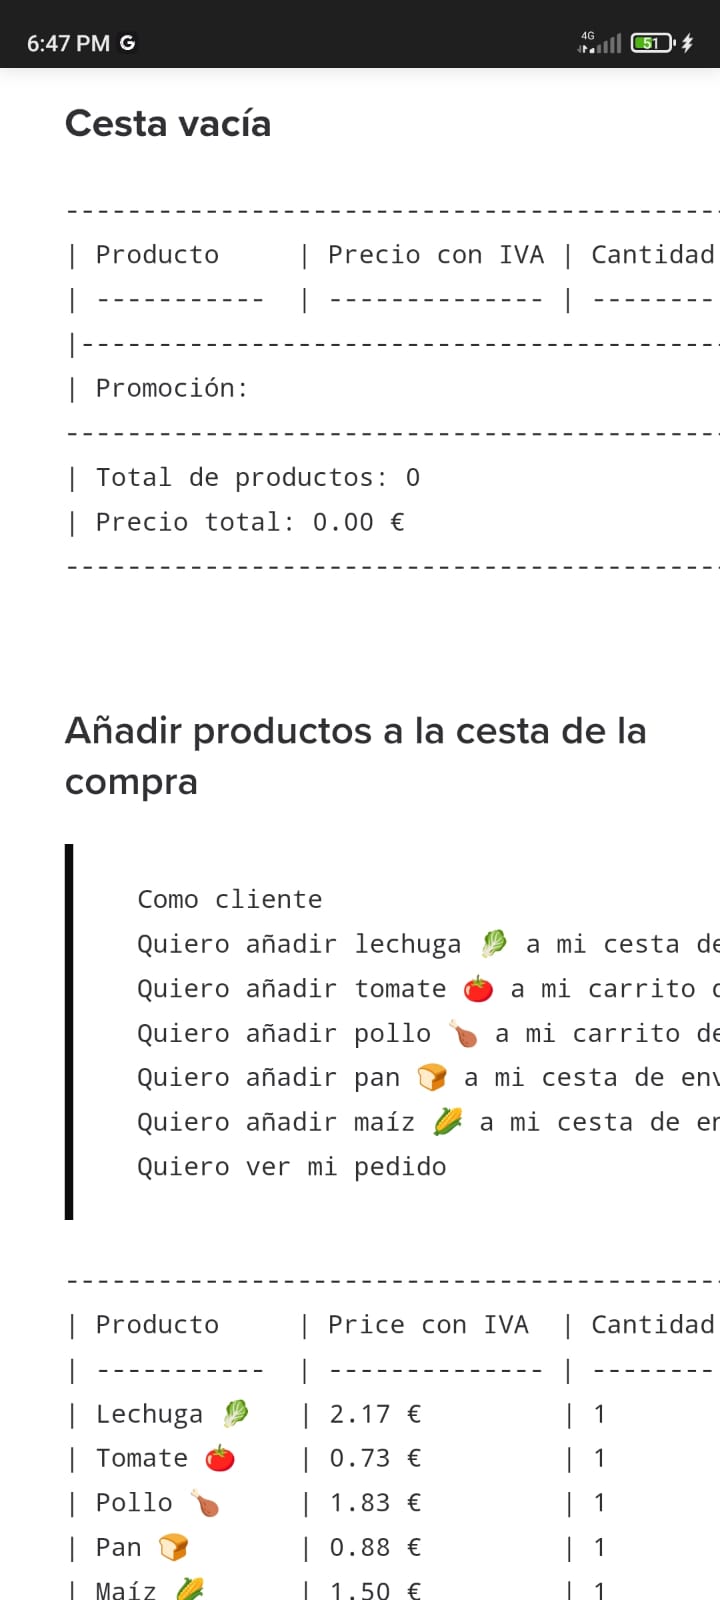 6:47 PM G
4G
51
Cesta vacía
------------------------------------------
| Producto | Precio con IVA | Cantidad
| ----------- | -------------- | --------
|-----------------------------------------
| Promoción:
------------------------------------------
| Total de productos: 0
| Precio total: 0.00 €
------------------------------------------
Añadir productos a la cesta de la
compra
Como cliente
Quiero añadir lechuga 🥬 a mi cesta de
Quiero añadir tomate 🍅 a mi carrito
Quiero añadir pollo 🍗 a mi carrito de
Quiero añadir pan 🍞 a mi cesta de
Quiero añadir maíz 🌽 a mi cesta de
Quiero ver mi pedido
------------------------------------------
| Producto | Price con IVA | Cantidad
| ----------- | -------------- | --------
| Lechuga 🥬 | 2.17 € | 1
| Tomate 🍅 | 0.73 € | 1
| Pollo 🍗 | 1.83 € | 1
| Pan 🍞 | 0.88 € | 1
| Maíz 🌽 | 1.50 € | 1